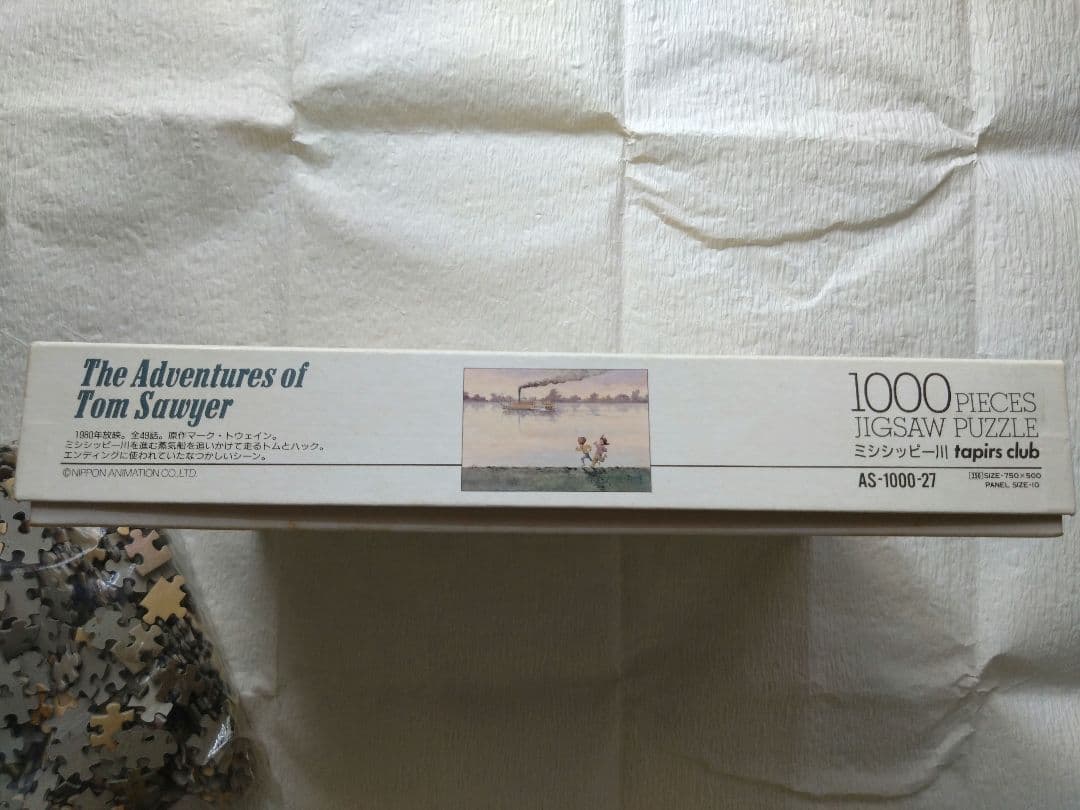 The Adventures of
Tom Sawyer
1980年放映。全49話。原作マーク・トウェイン。
ミシシッピー川を進む蒸気船を追いかけて走るトムとハック。
エンディングに使われていたなつかしいシーン。
©NIPPON ANIMATION CO.,LTD.
1000 PIECES
JIGSAW PUZZLE
ミシシッピー川 tapirs club
AS-1000-27
SIZE-750×500
PANEL SIZE-10